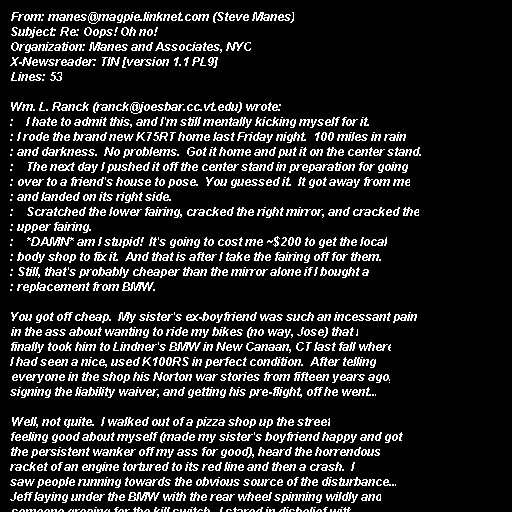 From: manes@magpie.linknet.com (Steve Manes)
Subject: Re: Oops! Oh no!
Organization: Manes and Associates, NYC
X-Newsreader: TIN [version 1.1 PL9]
Lines: 53

Wm. L. Ranck (ranck@joesbar.cc.vt.edu) wrote:
:    I hate to admit this, and I'm still mentally kicking myself for it.
: I rode the brand new K75RT home last Friday night.  100 miles in rain
: and darkness.  No problems.  Got it home and put it on the center stand.
:    The next day I pushed it off the center stand in preparation for going
: over to a friend's house to pose.  You guessed it.  It got away from me
: and landed on its right side.
:    Scratched the lower fairing, cracked the right mirror, and cracked the
: upper fairing.
:    *DAMN* am I stupid!  It's going to cost me ~$200 to get the local
: body shop to fix it.  And that is after I take the fairing off for them.
: Still, that's probably cheaper than the mirror alone if I bought a
: replacement from BMW.

You got off cheap.  My sister's ex-boyfriend was such an incessant pain
in the ass about wanting to ride my bikes (no way, Jose) that I
finally took him to Lindner's BMW in New Canaan, CT last fall where
I had seen a nice, used K100RS in perfect condition.  After telling
everyone in the shop his Norton war stories from fifteen years ago,
signing the liability waiver, and getting his pre-flight, off he went...

Well, not quite.  I walked out of a pizza shop up the street
feeling good about myself (made my sister's boyfriend happy and got
the persistent wanker off my ass for good), heard the horrendous
racket of an engine tortured to its red line and then a crash.  I
saw people running towards the obvious source of the disturbance...
Jeff laying under the BMW with the rear wheel spinning wildly and
someone groping for the kill switch.  I stared in disbelief with